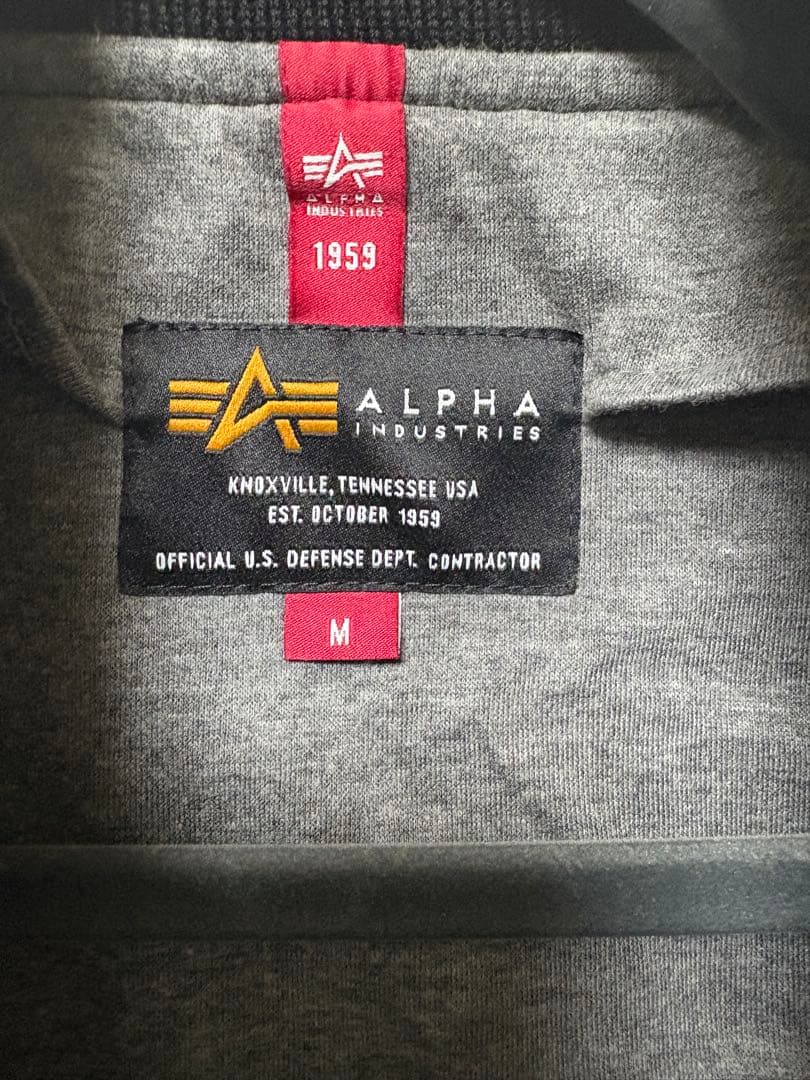 ALPHA
INDUSTRIES
1959
ALPHA
INDUSTRIES
KNOXVILLE, TENNESSEE USA
EST. OCTOBER 1959
OFFICIAL U.S. DEFENSE DEPT. CONTRACTOR
M